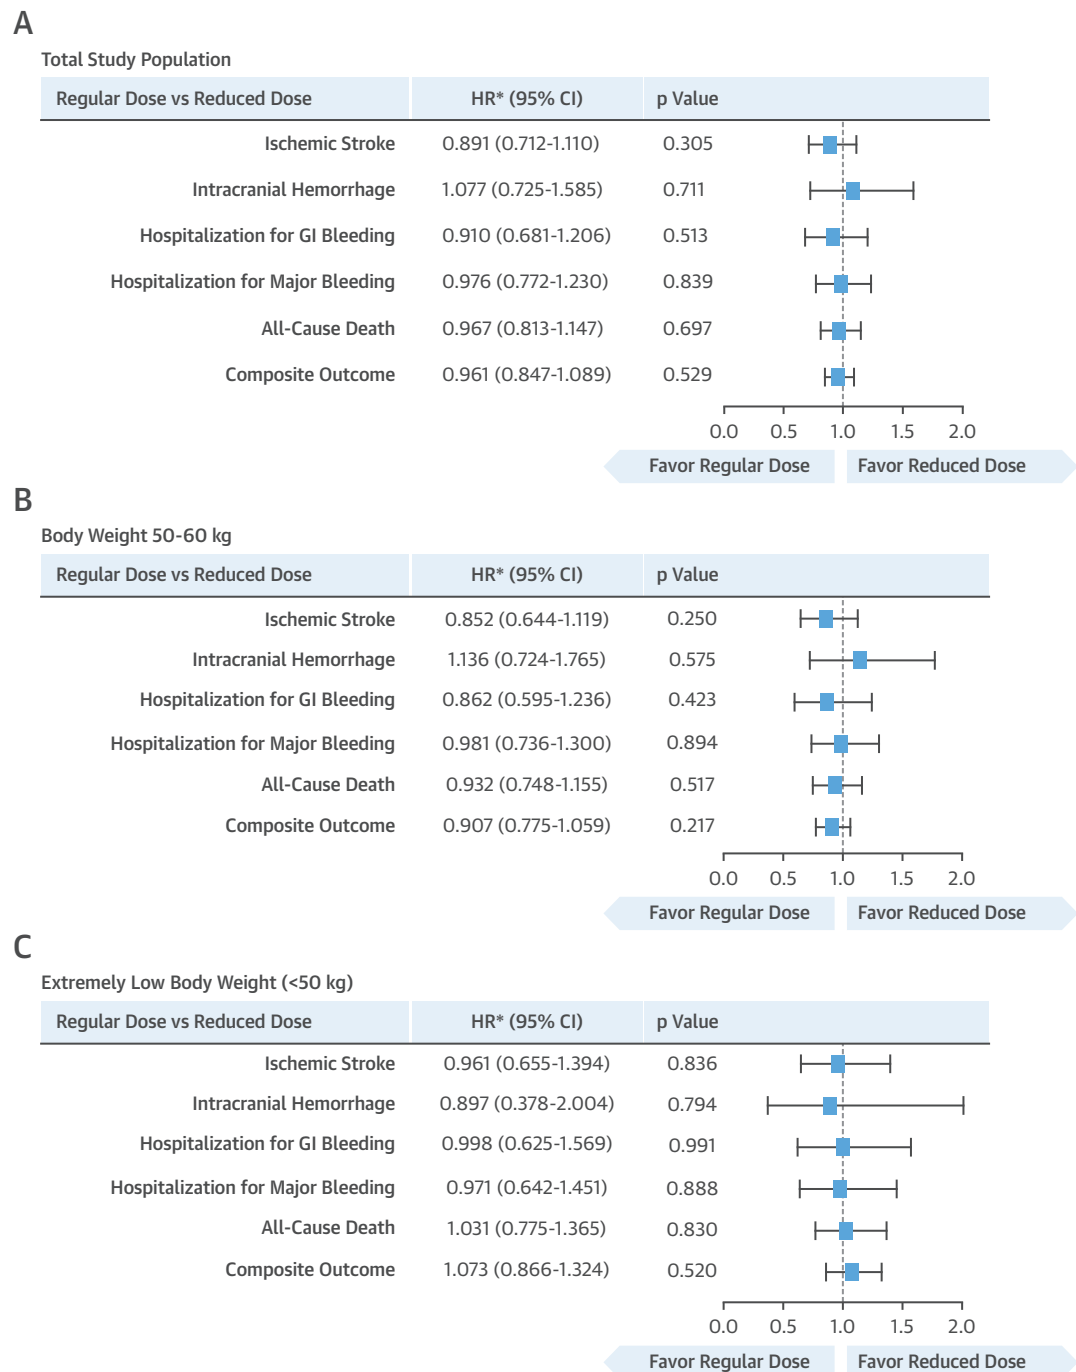 A
Total Study Population
Regular Dose vs Reduced Dose HR* (95% CI) p Value
Ischemic Stroke 0.891 (0.712-1.110) 0.305
Intracranial Hemorrhage 1.077 (0.725-1.585) 0.711
Hospitalization for GI Bleeding 0.910 (0.681-1.206) 0.513
Hospitalization for Major Bleeding 0.976 (0.772-1.230) 0.839
All-Cause Death 0.967 (0.813-1.147) 0.697
Composite Outcome 0.961 (0.847-1.089) 0.529
0.0 0.5 1.0 1.5 2.0
Favor Regular Dose Favor Reduced Dose
B
Body Weight 50-60 kg
Regular Dose vs Reduced Dose HR* (95% CI) p Value
Ischemic Stroke 0.852 (0.644-1.119) 0.250
Intracranial Hemorrhage 1.136 (0.724-1.765) 0.575
Hospitalization for GI Bleeding 0.862 (0.595-1.236) 0.423
Hospitalization for Major Bleeding 0.981 (0.736-1.300) 0.894
All-Cause Death 0.932 (0.748-1.155) 0.517
Composite Outcome 0.907 (0.775-1.059) 0.217
0.0 0.5 1.0 1.5 2.0
Favor Regular Dose Favor Reduced Dose
C
Extremely Low Body Weight (<50 kg)
Regular Dose vs Reduced Dose HR* (95% CI) p Value
Ischemic Stroke 0.961 (0.655-1.394) 0.836
Intracranial Hemorrhage 0.897 (0.378-2.004) 0.794
Hospitalization for GI Bleeding 0.998 (0.625-1.569) 0.991
Hospitalization for Major Bleeding 0.971 (0.642-1.451) 0.888
All-Cause Death 1.031 (0.775-1.365) 0.830
Composite Outcome 1.073 (0.866-1.324) 0.520
0.0 0.5 1.0 1.5 2.0
Favor Regular Dose Favor Reduced Dose